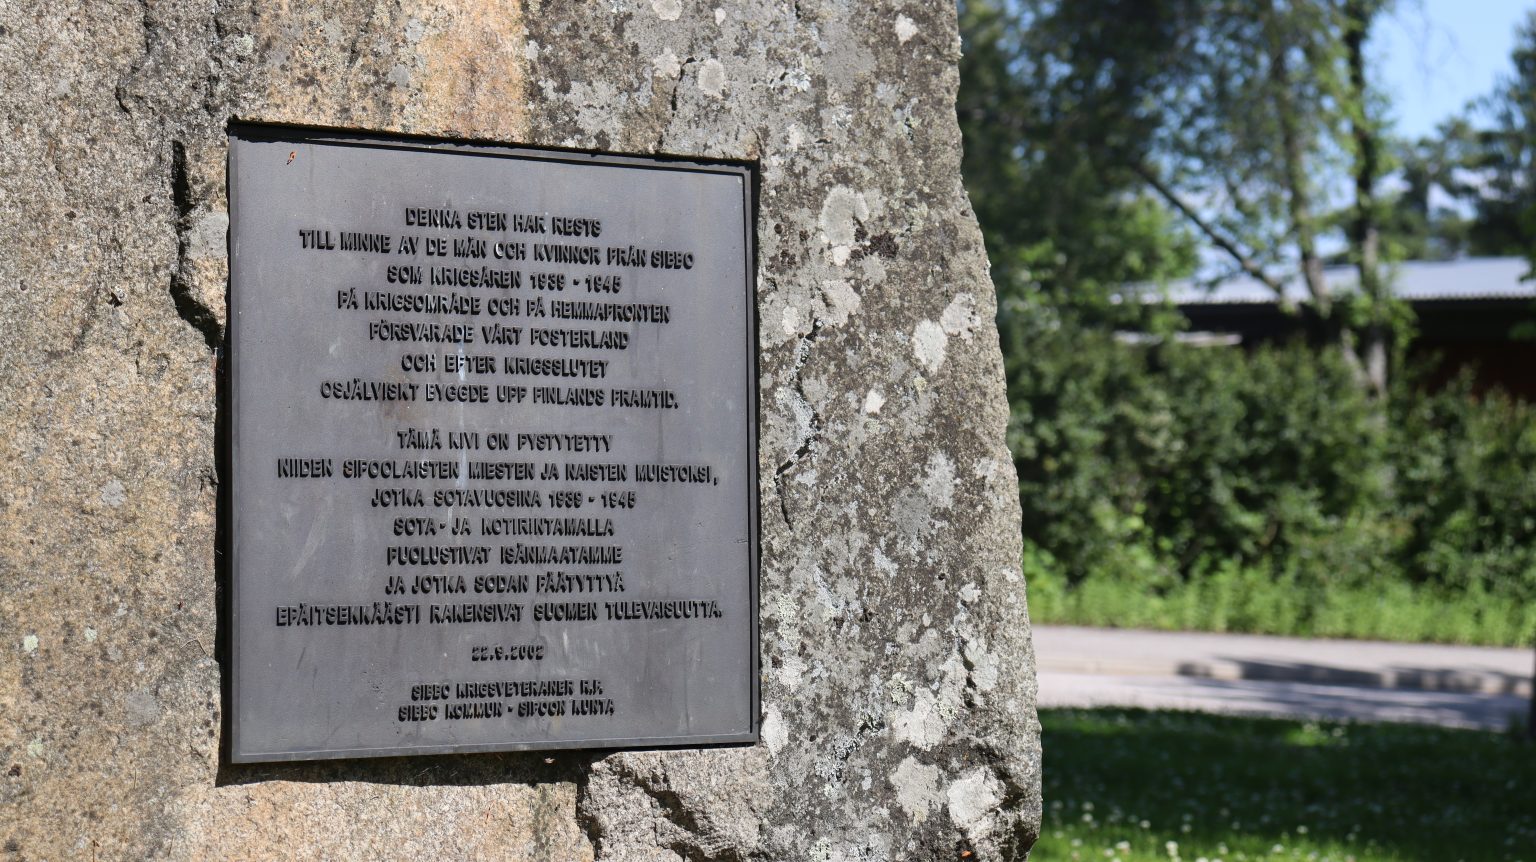 DENNA STEN HAR RESTS
TILL MINNE AV DE MÄN OCH KVINNOR FRÅN SIBBO
SOM KRIGSÅREN 1939 - 1945
PÅ KRIGSOMRÅDE OCH PÅ HEMMAFRONTEN
FÖRSVARADE VÅRT FOSTERLAND
OCH EFTER KRIGSSLUTET
OSJÄLVISKT BYGGDE UPP FINLANDS FRAMTID.
TÄMÄ KIVI ON PYSTYTETTY
NIIDEN SIPOOLAISTEN MIESTEN JA NAISTEN MUISTOKSI,
JOTKA SOTAVUOSINA 1939 - 1945
SOTA- JA KOTIRINTAMALLA
PUOLUSTIVAT ISÄNMAATAMME
JA JOTKA SODAN PÄÄTYTTYÄ
EPÄITSEKKÄÄSTI RAKENSIVAT SUOMEN TULEVAISUUTTA.
22.9.2002
SIBBO KRIGSVETERANER R.F.
SIBBO KOMMUN - SIPOON KUNTA